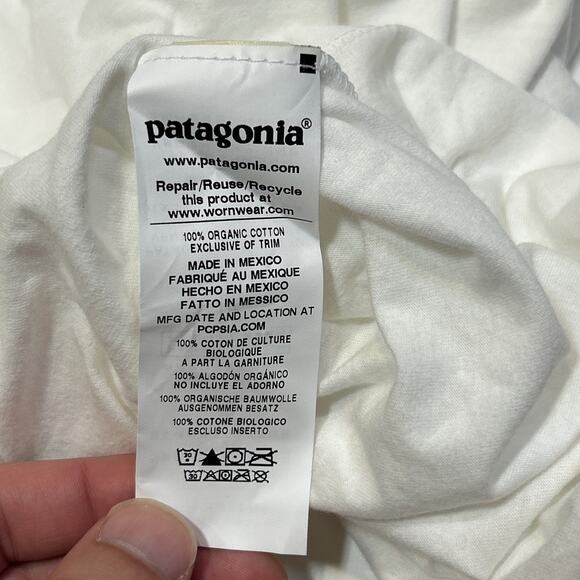 patagonia®
www.patagonia.com
Repair/Reuse/Recycle
this product at
www.wornwear.com
100% ORGANIC COTTON
EXCLUSIVE OF TRIM
MADE IN MEXICO
FABRIQUÉ AU MEXIQUE
HECHO EN MÉXICO
FATTO IN MESSICO
MFG DATE AND LOCATION AT
PCPSIA.COM
100% COTON DE CULTURE
BIOLOGIQUE
A PART LA GARNITURE
100% ALGODÓN ORGÁNICO
NO INCLUYE EL ADORNO
100% ORGANISCHE BAUMWOLLE
AUSGENOMMEN BESATZ
100% COTONE BIOLOGICO
ESCLUSO INSERTO
30
30